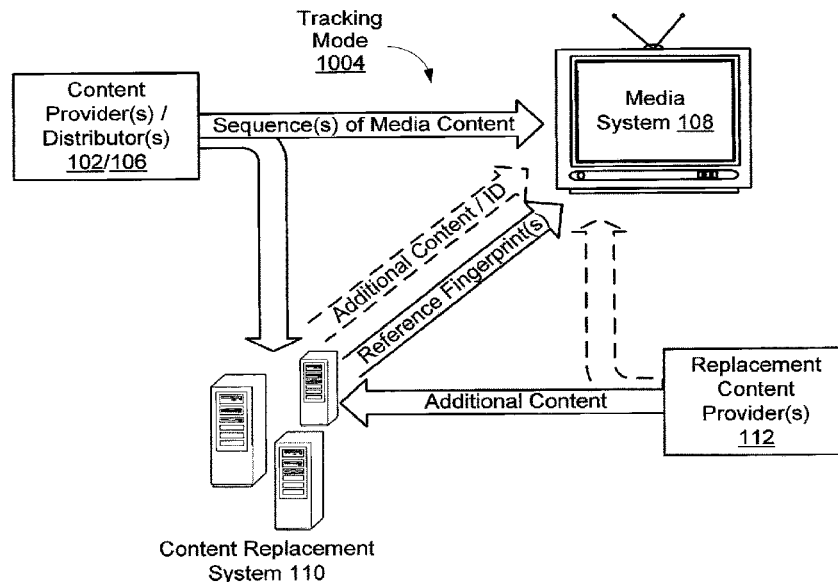 Tracking
Mode
1004
Content
Provider(s) /
Distributor(s)
102/106
Sequence(s) of Media Content
Media
System 108
Additional Content / ID
Reference Fingerprint(s)
Additional Content
Replacement
Content
Provider(s)
112
Content Replacement
System 110